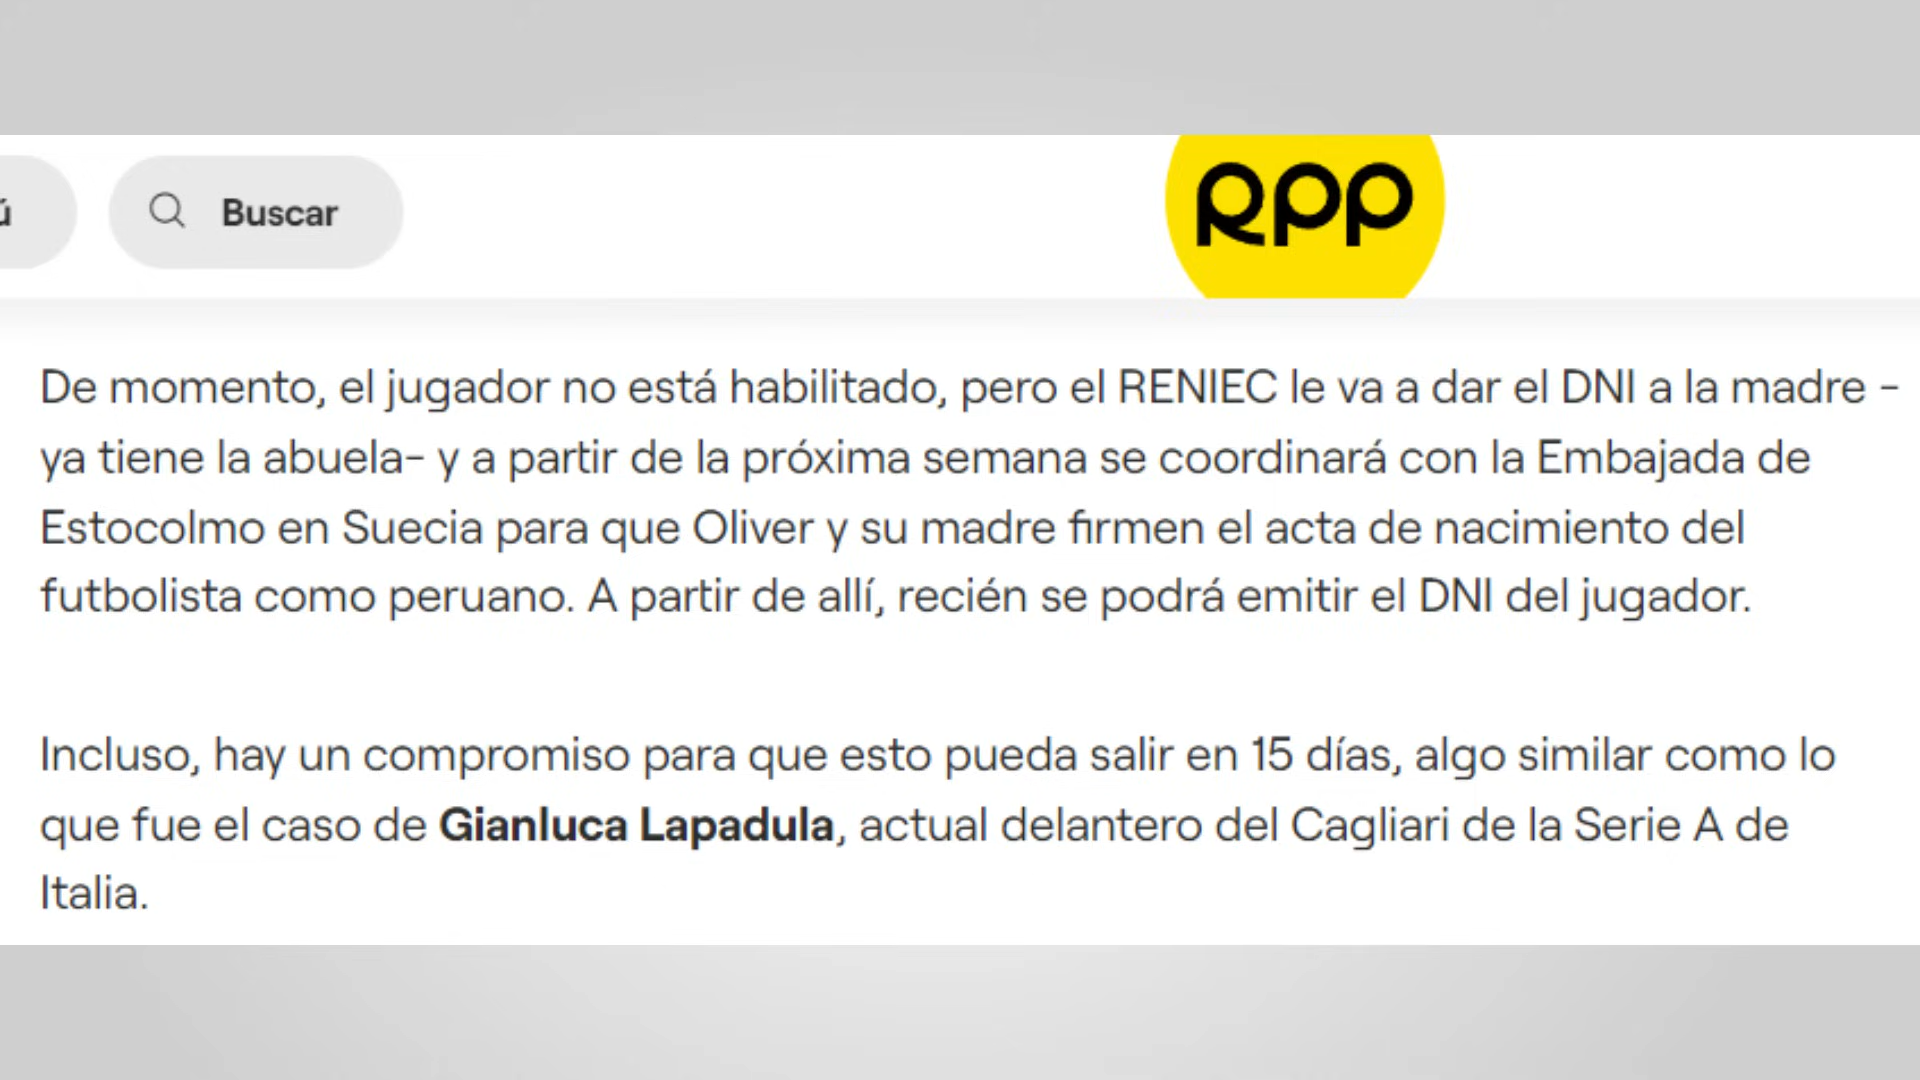 ú
Buscar
RPP
De momento, el jugador no está habilitado, pero el RENIEC le va a dar el DNI a la madre -
ya tiene la abuela- y a partir de la próxima semana se coordinará con la Embajada de
Estocolmo en Suecia para que Oliver y su madre firmen el acta de nacimiento del
futbolista como peruano. A partir de allí, recién se podrá emitir el DNI del jugador.
Incluso, hay un compromiso para que esto pueda salir en 15 días, algo similar como lo
que fue el caso de Gianluca Lapadula, actual delantero del Cagliari de la Serie A de
Italia.